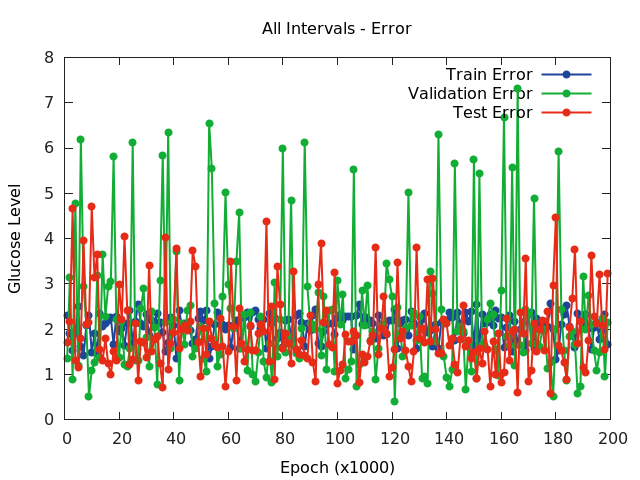 All Intervals - Error
Train Error
Validation Error
Test Error
8
7
6
5
4
3
2
1
0
Glucose Level
0 20 40 60 80 100 120 140 160 180 200
Epoch (x1000)